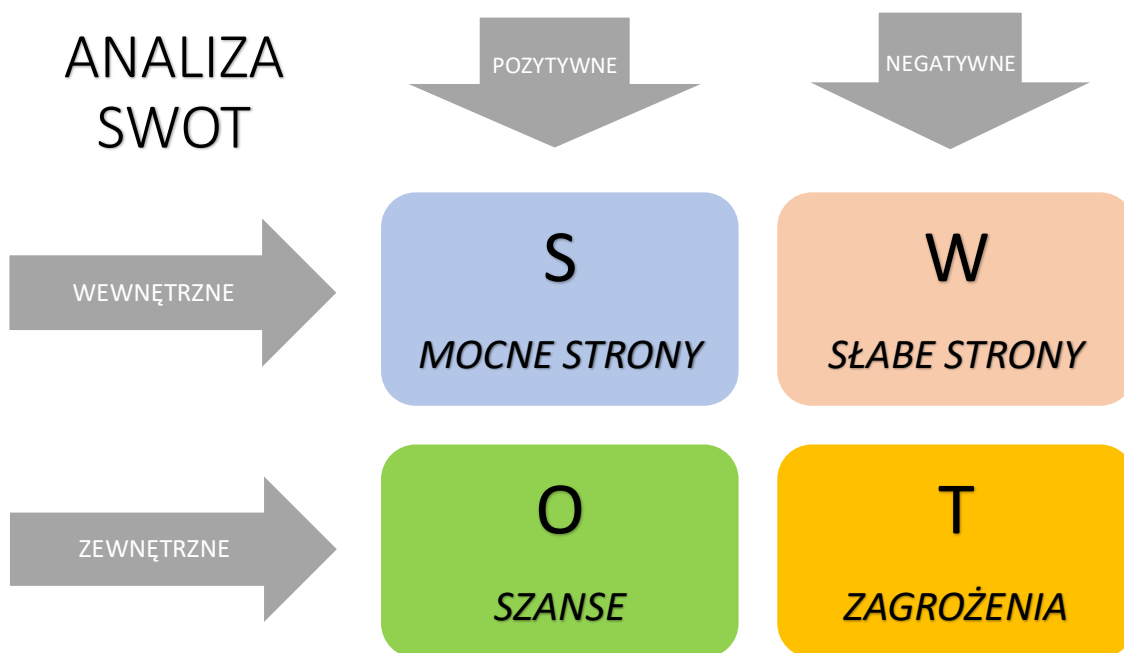 ANALIZA
SWOT
POZYTYWNE
NEGATYWNE
WEWNĘTRZNE
S
MOCNE STRONY
W
SŁABE STRONY
ZEWNĘTRZNE
O
SZANSE
T
ZAGROŻENIA